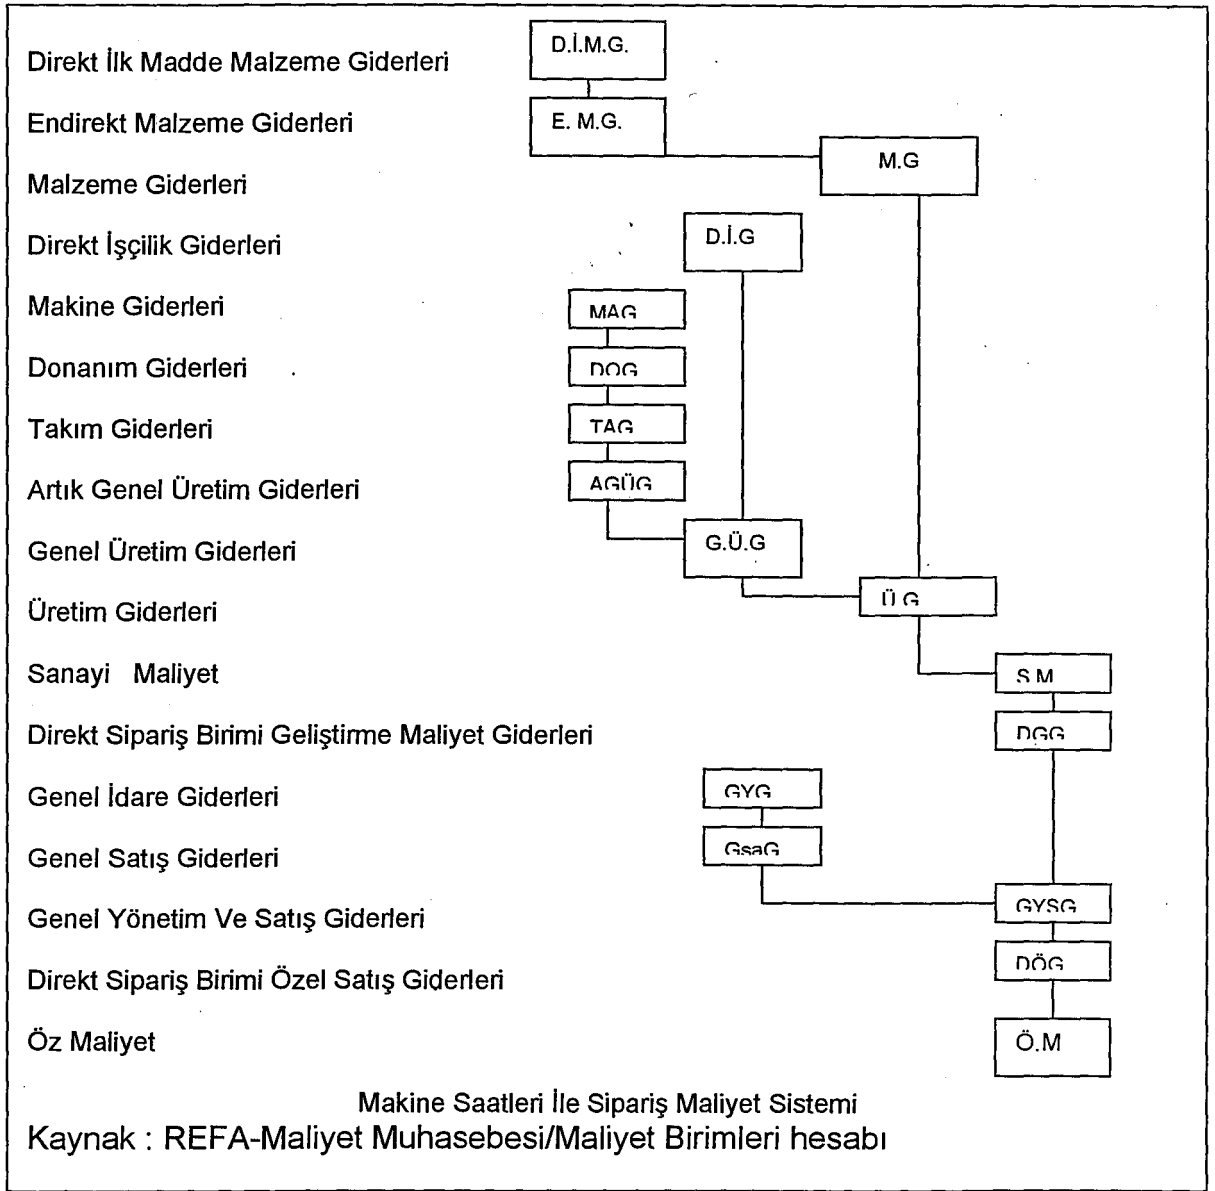 Direkt İlk Madde Malzeme Giderleri D.İ.M.G.
Endirekt Malzeme Giderleri E. M.G.
Malzeme Giderleri M.G
Direkt İşçilik Giderleri D.İ.G
Makine Giderleri MAG
Donanım Giderleri DOG
Takım Giderleri TAG
Artık Genel Üretim Giderleri AGÜG
Genel Üretim Giderleri G.Ü.G
Üretim Giderleri Ü.G
Sanayi Maliyet S.M
Direkt Sipariş Birimi Geliştirme Maliyet Giderleri DGG
Genel İdare Giderleri GYG
Genel Satış Giderleri GsaG
Genel Yönetim Ve Satış Giderleri GYSG
Direkt Sipariş Birimi Özel Satış Giderleri DÖG
Öz Maliyet Ö.M
Makine Saatleri İle Sipariş Maliyet Sistemi
Kaynak : REFA-Maliyet Muhasebesi/Maliyet Birimleri hesabı